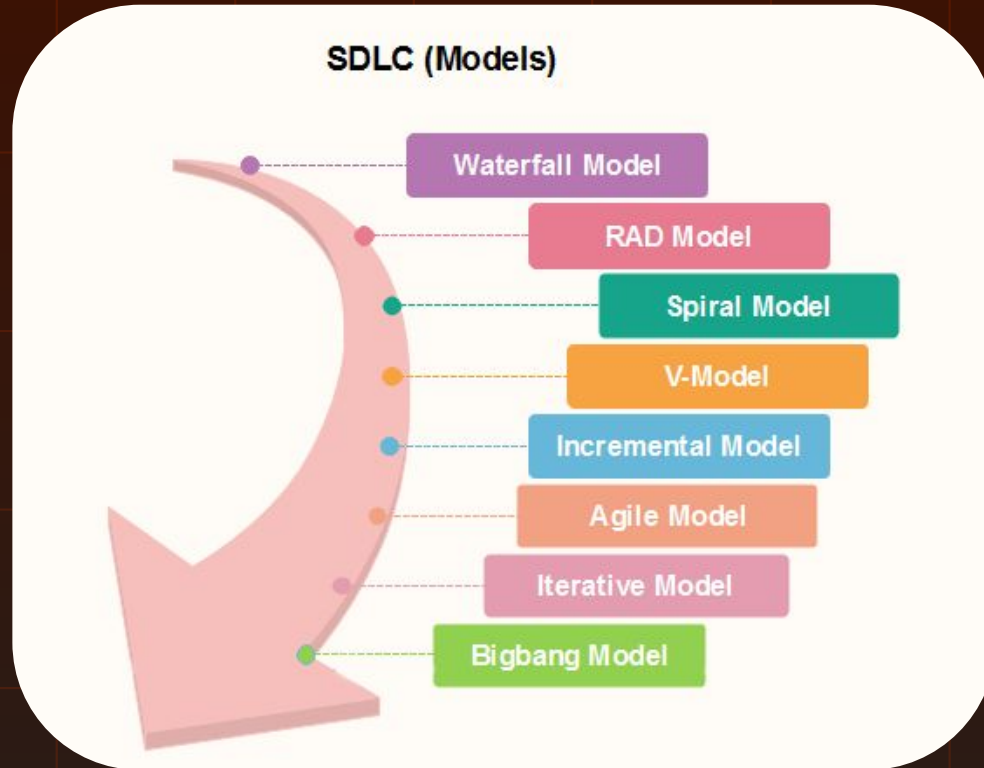 SDLC (Models)
Waterfall Model
RAD Model
Spiral Model
V-Model
Incremental Model
Agile Model
Iterative Model
Bigbang Model